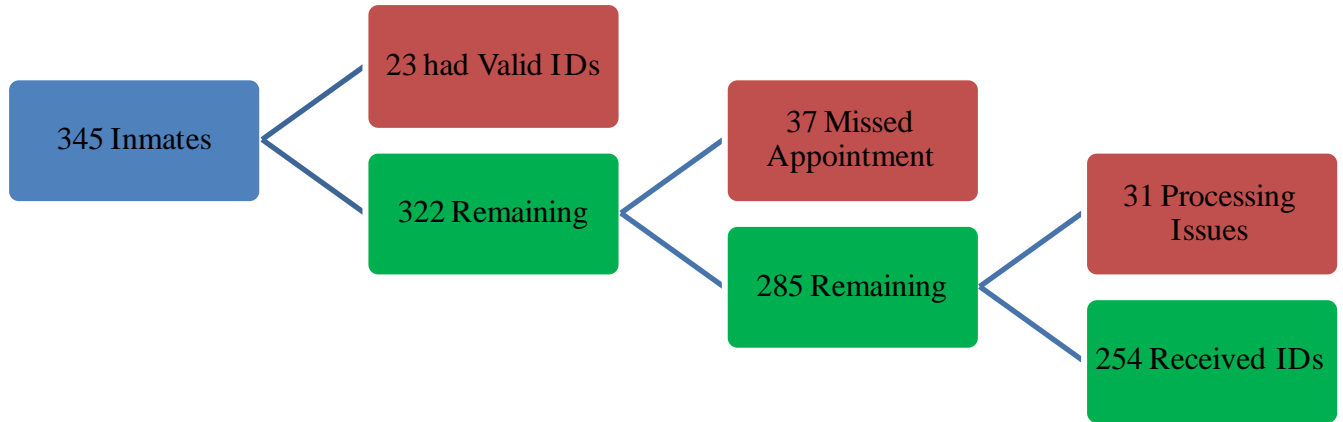 345 Inmates
23 had Valid IDs
322 Remaining
37 Missed
Appointment
285 Remaining
31 Processing
Issues
254 Received IDs